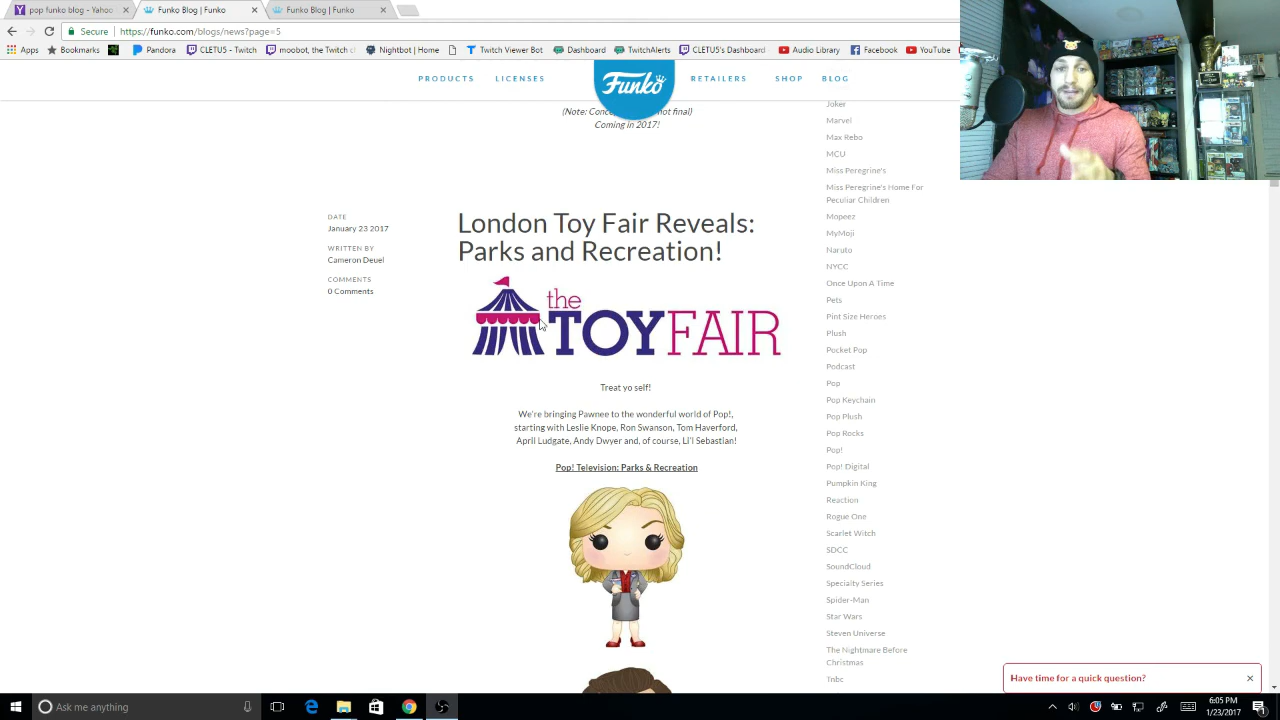 pop funko blog - Yahoo
Funko Blog | Funko
Funko Blog | Funko
Secure
https://funko.com/blogs/news?page=5
Apps
Bookmarks
Pandora
CLETU5 - Twitch
moobot, the Twitch cl
Nightbot | Home
Twitch Viewer Bot
Dashboard
TwitchAlerts
CLETU5's Dashboard
Audio Library
Facebook
YouTube
PRODUCTS
LICENSES
Funko
RETAILERS
SHOP
BLOG
(Note: Conce
not final)
Coming in 2017!
DATE
January 23 2017
WRITTEN BY
Cameron Deuel
COMMENTS
0 Comments
London Toy Fair Reveals:
Parks and Recreation!
the
TOYFAIR
Treat yo self!
We're bringing Pawnee to the wonderful world of Pop!,
starting with Leslie Knope, Ron Swanson, Tom Haverford,
April Ludgate, Andy Dwyer and, of course, Li'l Sebastian!
Pop! Television: Parks & Recreation
Joker
Marvel
Max Rebo
MCU
Miss Peregrine's
Miss Peregrine's Home For
Peculiar Children
Mopeez
MyMoji
Naruto
NYCC
Once Upon A Time
Pets
Pint Size Heroes
Plush
Pocket Pop
Podcast
Pop
Pop Keychain
Pop Plush
Pop Rocks
Pop!
Pop! Digital
Pumpkin King
Reaction
Rogue One
Scarlet Witch
SDCC
SoundCloud
Specialty Series
Spider-Man
Star Wars
Steven Universe
The Nightmare Before
Christmas
Tnbc
Have time for a quick question?
Ask me anything
6:05 PM
1/23/2017